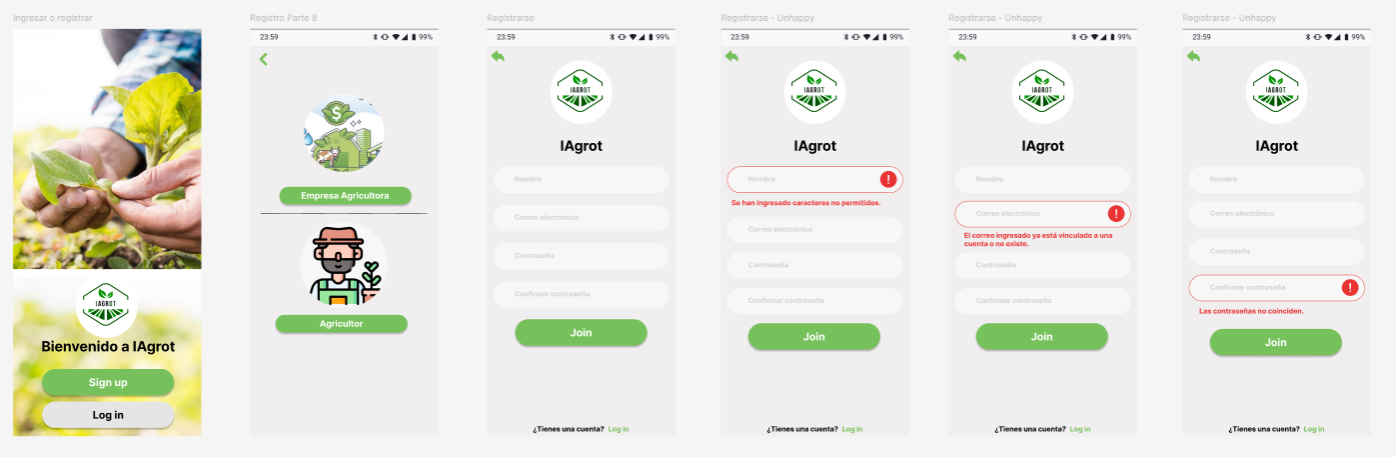 Ingresar o registrar
IAGROT
Bienvenido a IAgrot
Sign up
Log in
Registro Parte 8
23:59
99%
Empresa Agricultora
Agricultor
Registrarse
23:59
99%
IAGROT
IAgrot
Nombre
Correo electrónico
Contraseña
Confirmar contraseña
Join
¿Tienes una cuenta? Log in
Registrarse - Unhappy
23:59
99%
IAGROT
IAgrot
Nombre
Se han ingresado caracteres no permitidos.
Correo electrónico
Contraseña
Confirmar contraseña
Join
¿Tienes una cuenta? Log in
Registrarse - Unhappy
23:59
99%
IAGROT
IAgrot
Nombre
Correo electrónico
El correo ingresado ya está vinculado a una
cuenta o no existe.
Contraseña
Confirmar contraseña
Join
¿Tienes una cuenta? Log in
Registrarse - Unhappy
23:59
99%
IAGROT
IAgrot
Nombre
Correo electrónico
Contraseña
Confirmar contraseña
Las contraseñas no coinciden.
Join
¿Tienes una cuenta? Log in